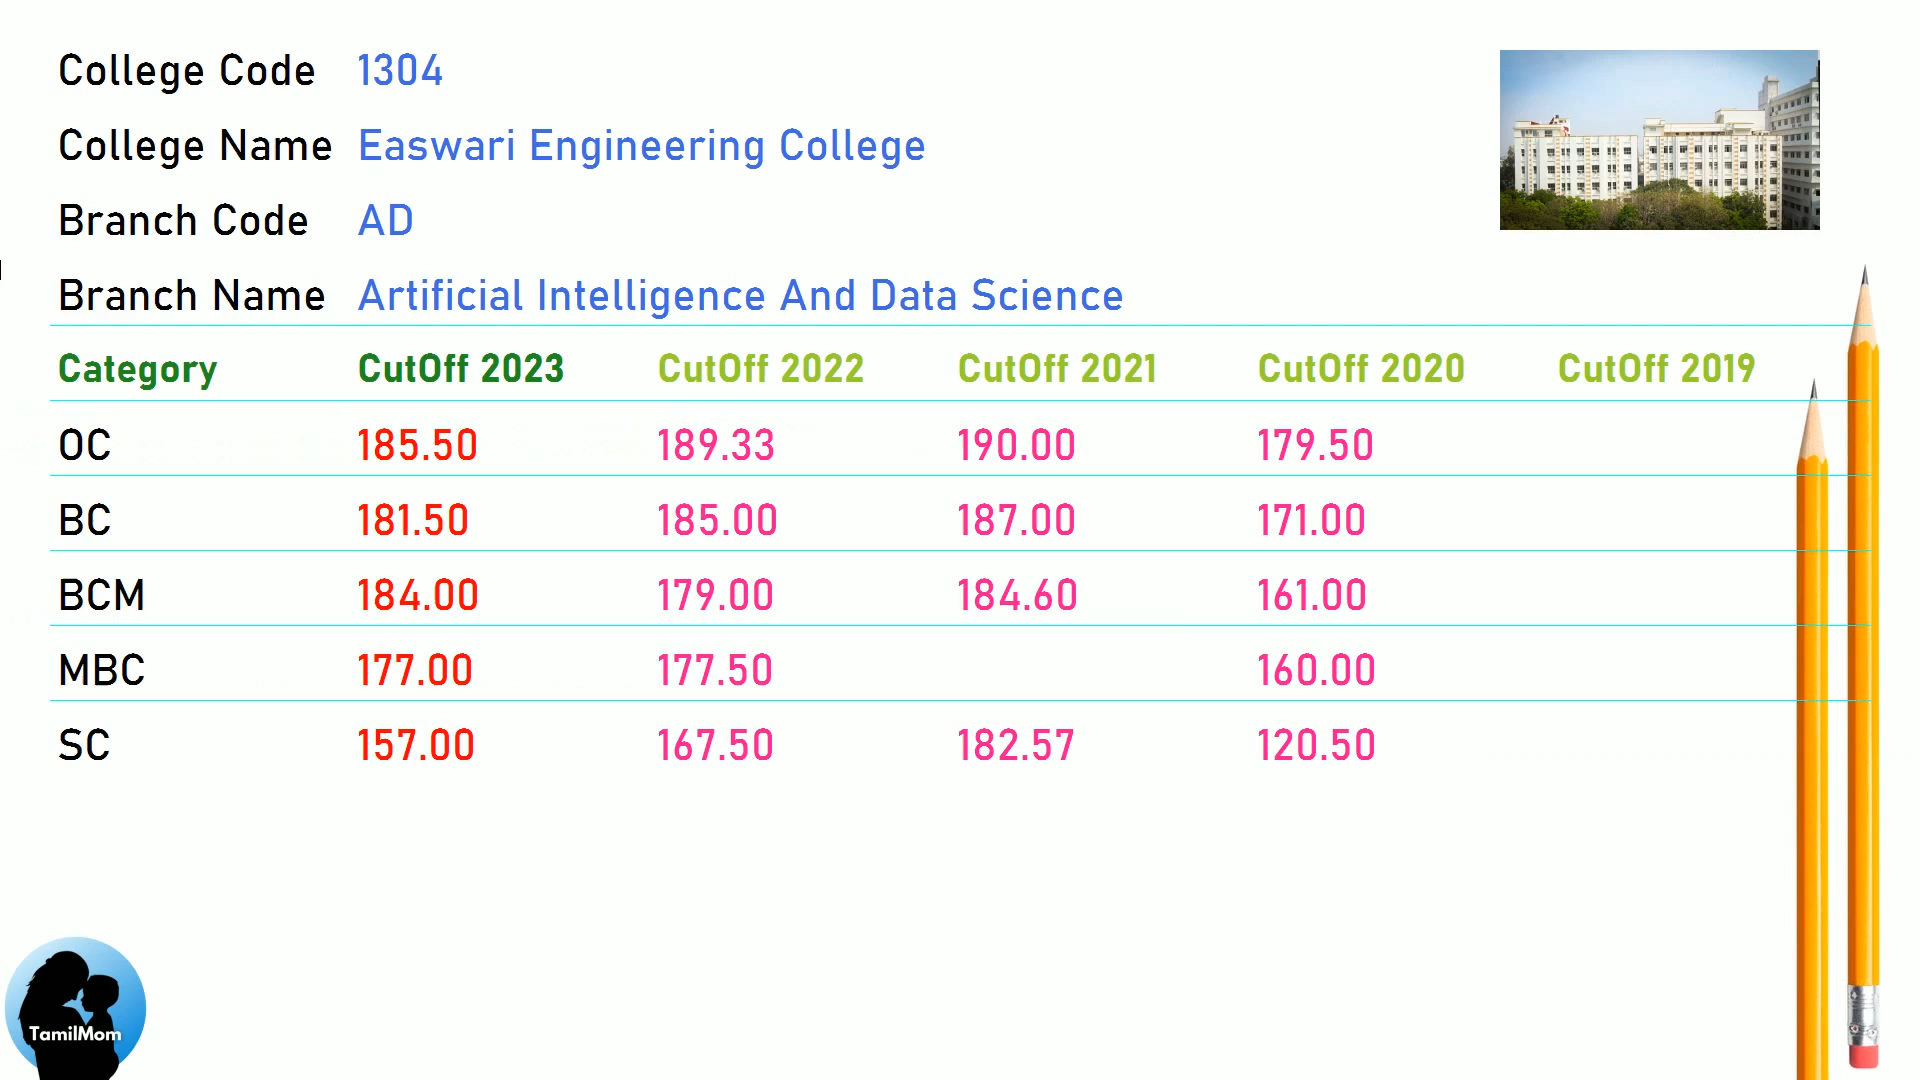 College Code 1304
College Name Easwari Engineering College
Branch Code AD
Branch Name Artificial Intelligence And Data Science
Category CutOff 2023 CutOff 2022 CutOff 2021 CutOff 2020 CutOff 2019
OC 185.50 189.33 190.00 179.50
BC 181.50 185.00 187.00 171.00
BCM 184.00 179.00 184.60 161.00
MBC 177.00 177.50 160.00
SC 157.00 167.50 182.57 120.50
TamilMom